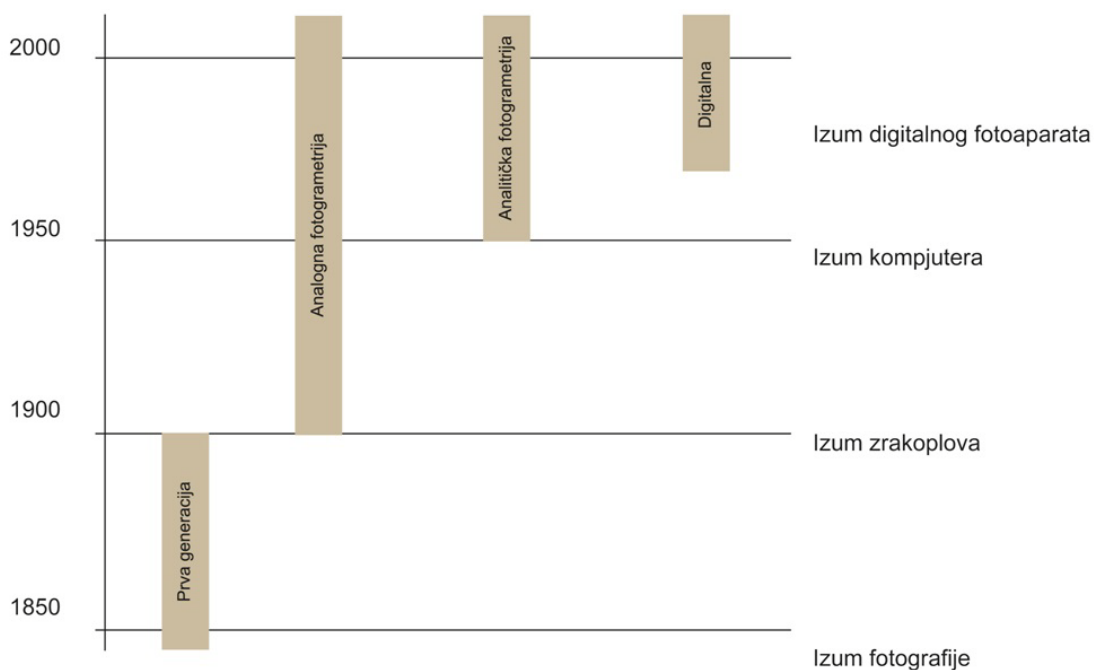 2000
Izum digitalnog fotoaparata
1950
Izum kompjutera
1900
Izum zrakoplova
1850
Izum fotografije
Prva generacija
Analogna fotogrametrija
Analitička fotogrametrija
Digitalna